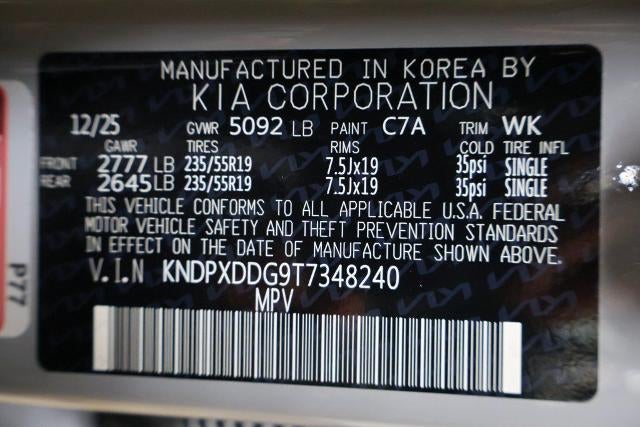 MANUFACTURED IN KOREA BY
KIA CORPORATION
12/25 GVWR 5092 LB PAINT C7A TRIM WK
GAWR TIRES RIMS COLD TIRE INFL
FRONT 2777 LB 235/55R19 7.5Jx19 35psi SINGLE
REAR 2645 LB 235/55R19 7.5Jx19 35psi SINGLE
THIS VEHICLE CONFORMS TO ALL APPLICABLE U.S.A. FEDERAL
MOTOR VEHICLE SAFETY AND THEFT PREVENTION STANDARDS
IN EFFECT ON THE DATE OF MANUFACTURE SHOWN ABOVE.
V.I.N KNDPXDDG9T7348240
MPV
P77